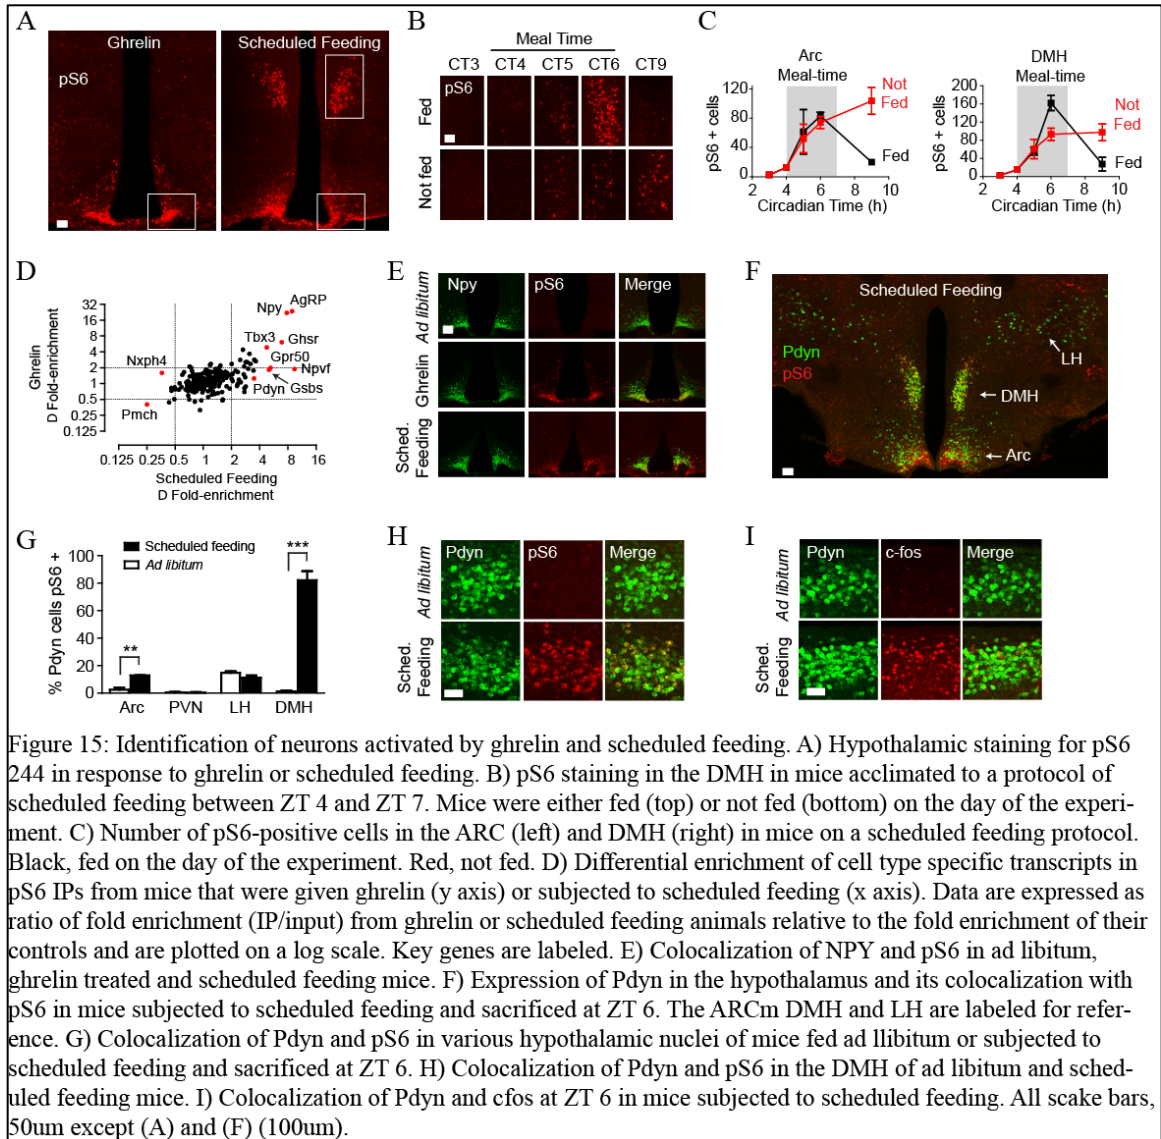 A
Ghrelin
Scheduled Feeding
pS6
B
Meal Time
CT3 CT4 CT5 CT6 CT9
pS6
Fed
Not fed
C
Arc
Meal-time
Not
Fed
Fed
pS6 + cells
120
80
40
0
2 4 6 8 10
Circadian Time (h)
DMH
Meal-time
Not
Fed
Fed
pS6 + cells
200
160
120
80
40
0
2 4 6 8 10
Circadian Time (h)
D
Ghrelin
D Fold-enrichment
32
16
8
4
2
1
0.5
0.25
0.125
AgRP
Npy
Tbx3
Ghsr
Gpr50
Nxph4
Npvf
Pdyn
Gsbs
Pmch
0.125 0.25 0.5 1 2 4 8 16
Scheduled Feeding
D Fold-enrichment
E
Npy pS6 Merge
Ad libitum
Ghrelin
Sched.
Feeding
F
Scheduled Feeding
Pdyn
pS6
LH
DMH
Arc
G
% Pdyn cells pS6 +
100
80
60
40
20
0
Scheduled feeding
Ad libitum
***
**
Arc PVN LH DMH
H
Pdyn pS6 Merge
Ad libitum
Sched.
Feeding
I
Pdyn c-fos Merge
Ad libitum
Sched.
Feeding
Figure 15: Identification of neurons activated by ghrelin and scheduled feeding. A) Hypothalamic staining for pS6
244 in response to ghrelin or scheduled feeding. B) pS6 staining in the DMH in mice acclimated to a protocol of
scheduled feeding between ZT 4 and ZT 7. Mice were either fed (top) or not fed (bottom) on the day of the experi-
ment. C) Number of pS6-positive cells in the ARC (left) and DMH (right) in mice on a scheduled feeding protocol.
Black, fed on the day of the experiment. Red, not fed. D) Differential enrichment of cell type specific transcripts in
pS6 IPs from mice that were given ghrelin (y axis) or subjected to scheduled feeding (x axis). Data are expressed as
ratio of fold enrichment (IP/input) from ghrelin or scheduled feeding animals relative to the fold enrichment of their
controls and are plotted on a log scale. Key genes are labeled. E) Colocalization of NPY and pS6 in ad libitum,
ghrelin treated and scheduled feeding mice. F) Expression of Pdyn in the hypothalamus and its colocalization with
pS6 in mice subjected to scheduled feeding and sacrificed at ZT 6. The ARCm DMH and LH are labeled for refer-
ence. G) Colocalization of Pdyn and pS6 in various hypothalamic nuclei of mice fed ad llibitum or subjected to
scheduled feeding and sacrificed at ZT 6. H) Colocalization of Pdyn and pS6 in the DMH of ad libitum and sched-
uled feeding mice. I) Colocalization of Pdyn and cfos at ZT 6 in mice subjected to scheduled feeding. All scake bars,
50um except (A) and (F) (100um).